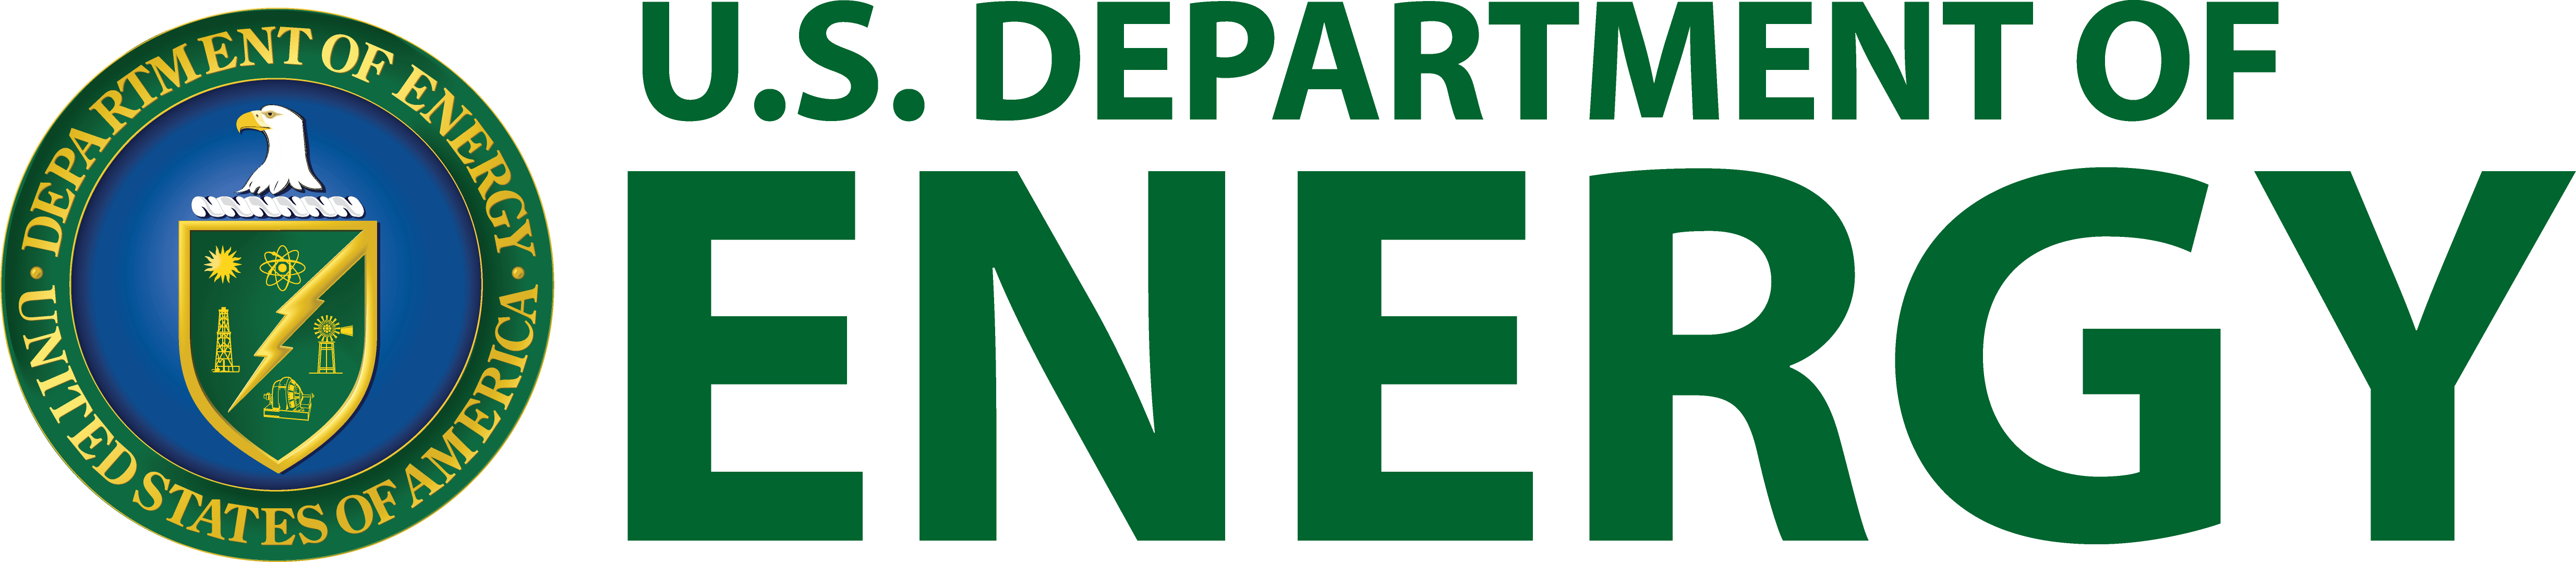 DEPARTMENT OF ENERGY
UNITED STATES OF AMERICA
U.S. DEPARTMENT OF
ENERGY